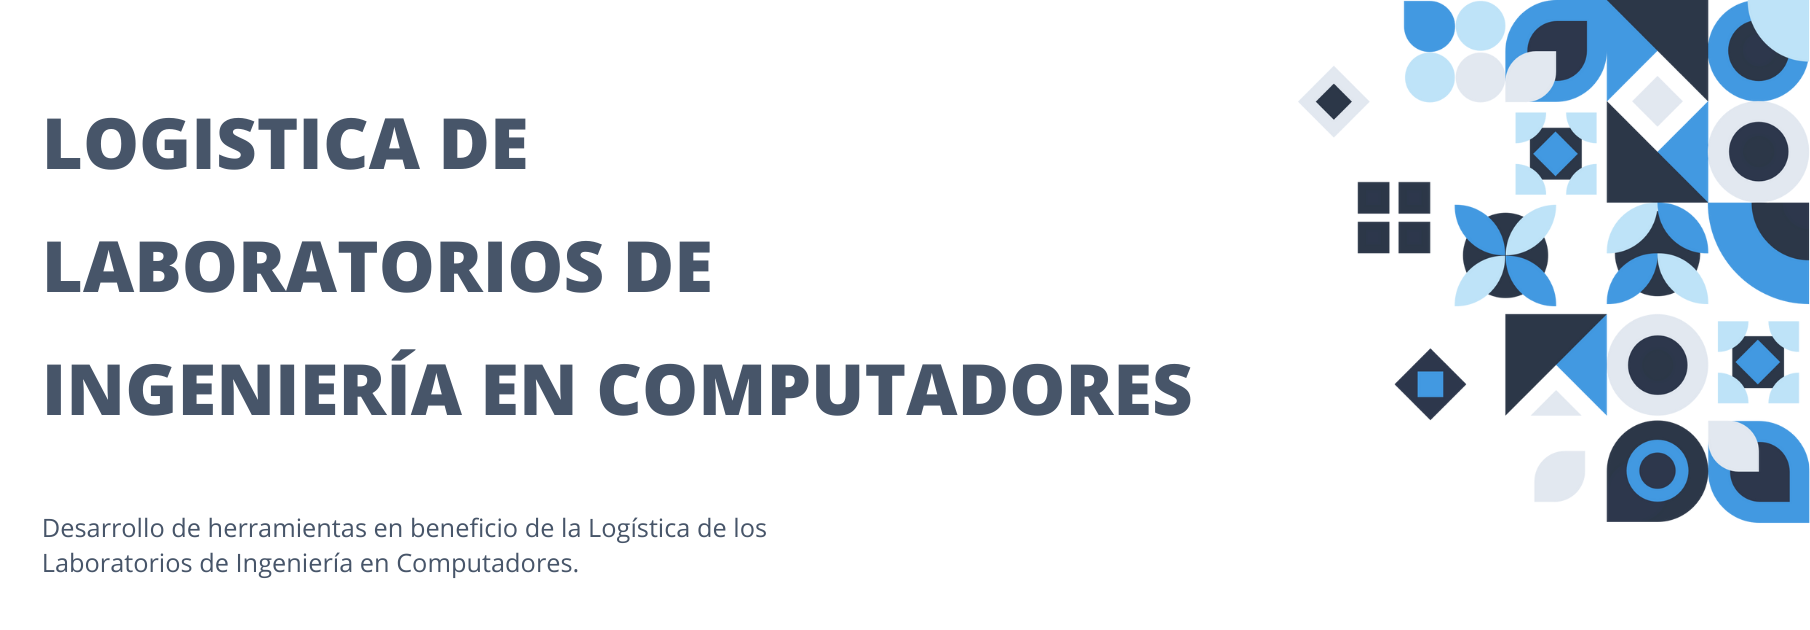 LOGISTICA DE
LABORATORIOS DE
INGENIERÍA EN COMPUTADORES
Desarrollo de herramientas en beneficio de la Logística de los
Laboratorios de Ingeniería en Computadores.